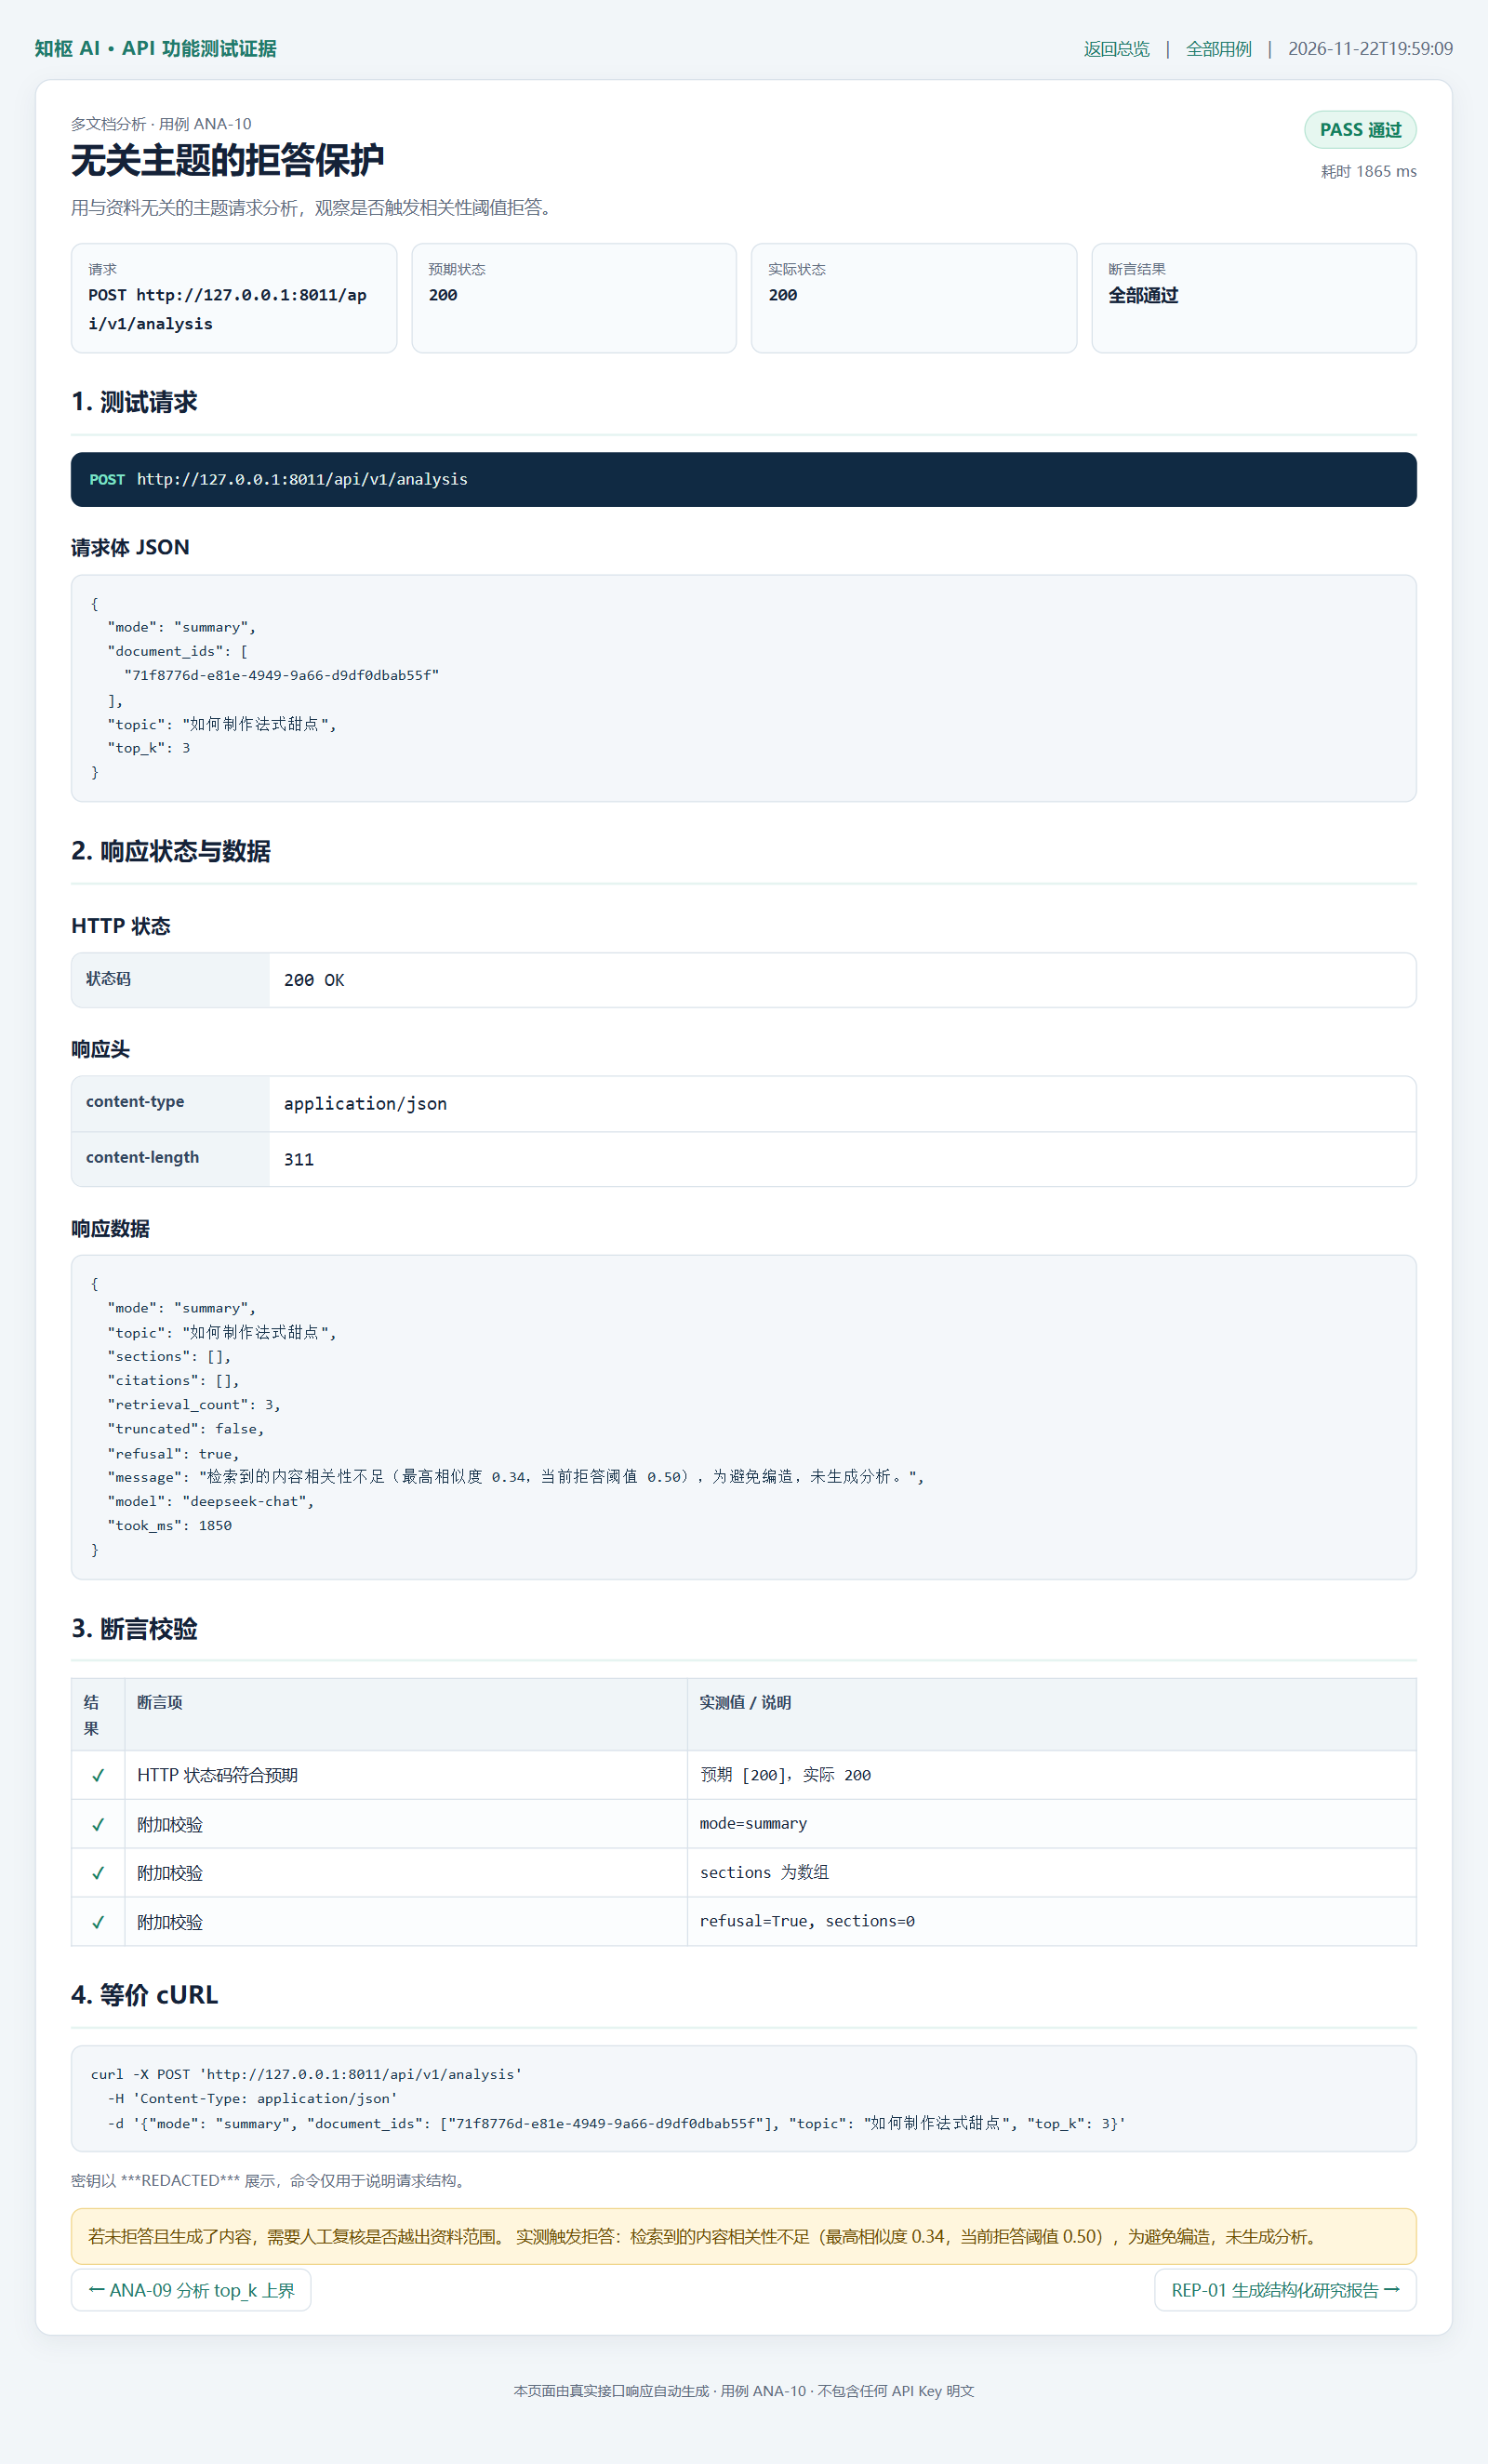 知枢 AI • API 功能测试证据
返回总览 | 全部用例 | 2026-11-22T19:59:09
多文档分析 · 用例 ANA-10
无关主题的拒答保护
用与资料无关的主题请求分析，观察是否触发相关性阈值拒答。
PASS 通过
耗时 1865 ms
请求
POST http://127.0.0.1:8011/ap
i/v1/analysis
预期状态
200
实际状态
200
断言结果
全部通过
1. 测试请求
POST http://127.0.0.1:8011/api/v1/analysis
请求体 JSON
{
  "mode": "summary",
  "document_ids": [
    "71f8776d-e81e-4949-9a66-d9df0dbab55f"
  ],
  "topic": "如何制作法式甜点",
  "top_k": 3
}
2. 响应状态与数据
HTTP 状态
状态码 200 OK
响应头
content-type application/json
content-length 311
响应数据
{
  "mode": "summary",
  "topic": "如何制作法式甜点",
  "sections": [],
  "citations": [],
  "retrieval_count": 3,
  "truncated": false,
  "refusal": true,
  "message": "检索到的内容相关性不足（最高相似度 0.34，当前拒答阈值 0.50），为避免编造，未生成分析。",
  "model": "deepseek-chat",
  "took_ms": 1850
}
3. 断言校验
结果 断言项 实测值 / 说明
✓ HTTP 状态码符合预期 预期 [200]，实际 200
✓ 附加校验 mode=summary
✓ 附加校验 sections 为数组
✓ 附加校验 refusal=True, sections=0
4. 等价 cURL
curl -X POST 'http://127.0.0.1:8011/api/v1/analysis'
  -H 'Content-Type: application/json'
  -d '{"mode": "summary", "document_ids": ["71f8776d-e81e-4949-9a66-d9df0dbab55f"], "topic": "如何制作法式甜点", "top_k": 3}'
密钥以 ***REDACTED*** 展示，命令仅用于说明请求结构。
若未拒答且生成了内容，需要人工复核是否越出资料范围。 实测触发拒答：检索到的内容相关性不足（最高相似度 0.34，当前拒答阈值 0.50），为避免编造，未生成分析。
← ANA-09 分析 top_k 上界
REP-01 生成结构化研究报告 →
本页面由真实接口响应自动生成 · 用例 ANA-10 · 不包含任何 API Key 明文